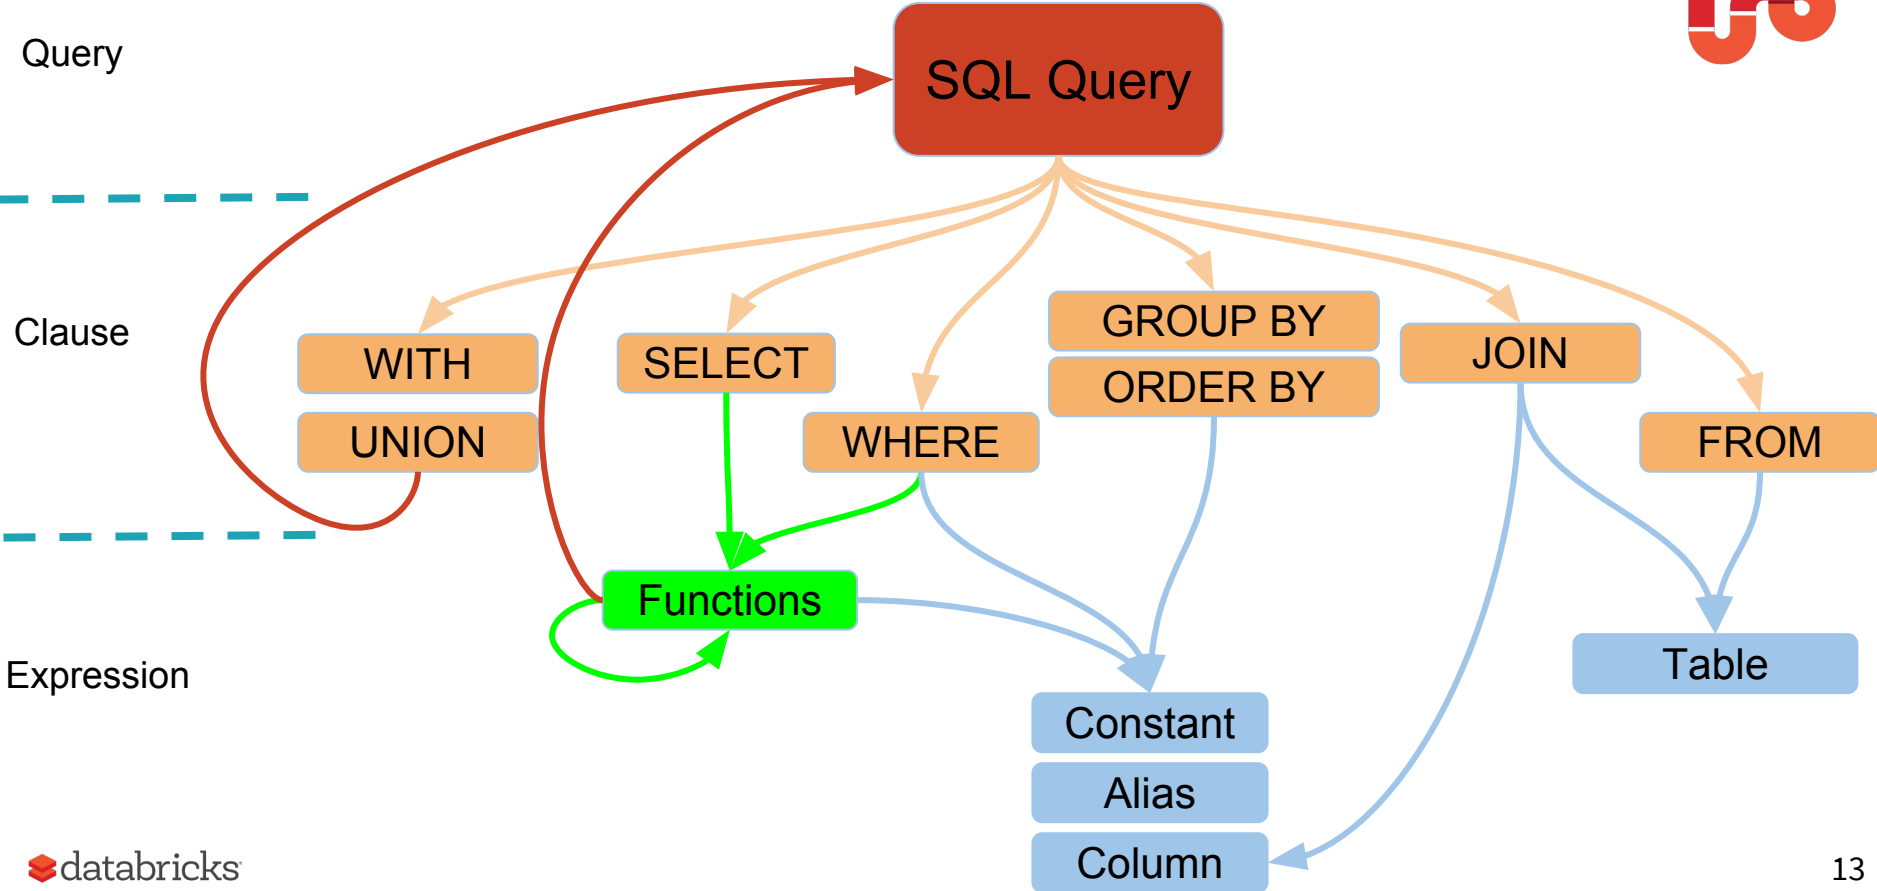 Query
SQL Query
Clause
WITH
UNION
SELECT
WHERE
GROUP BY
ORDER BY
JOIN
FROM
Expression
Functions
Constant
Alias
Column
Table
databricks
13